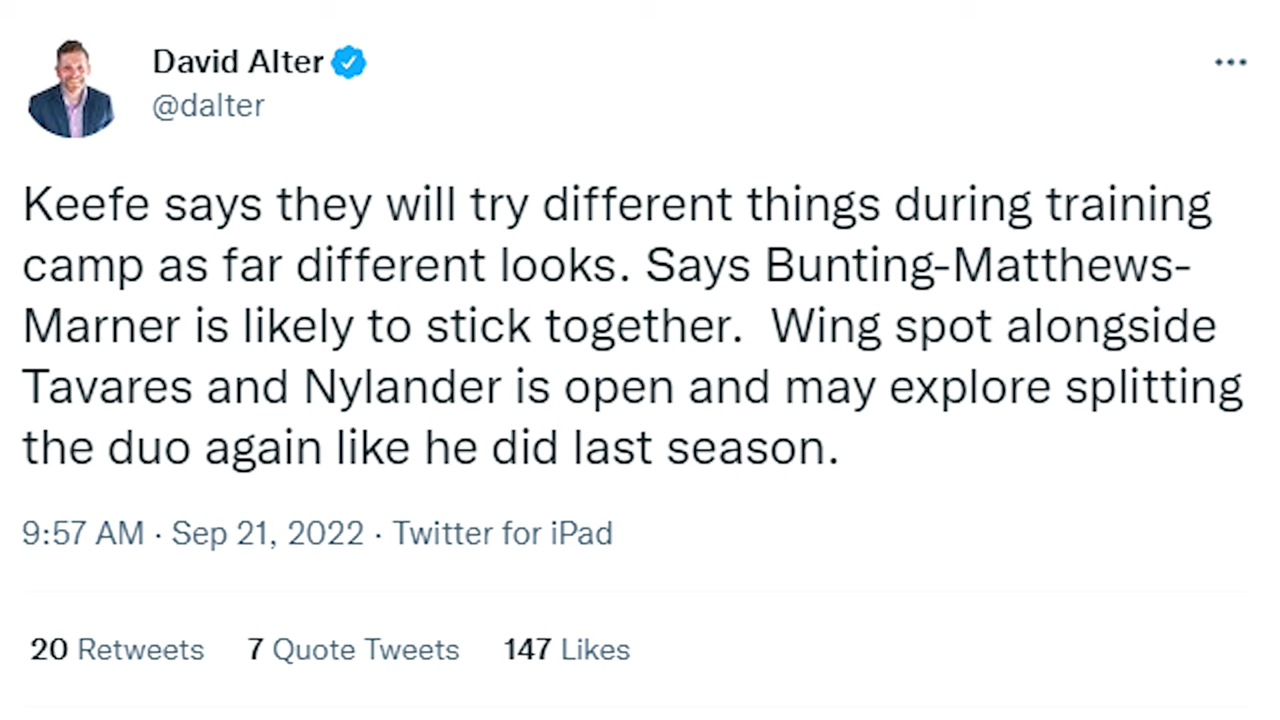 David Alter
@dalter
Keefe says they will try different things during training
camp as far different looks. Says Bunting-Matthews-
Marner is likely to stick together.  Wing spot alongside
Tavares and Nylander is open and may explore splitting
the duo again like he did last season.
9:57 AM · Sep 21, 2022 · Twitter for iPad
20 Retweets 7 Quote Tweets 147 Likes